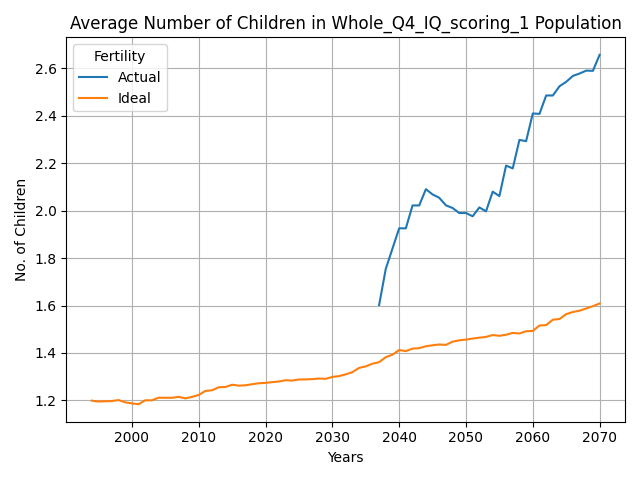 Average Number of Children in Whole_Q4_IQ_scoring_1 Population
Fertility
Actual
Ideal
No. of Children
2.6
2.4
2.2
2.0
1.8
1.6
1.4
1.2
2000 2010 2020 2030 2040 2050 2060 2070
Years